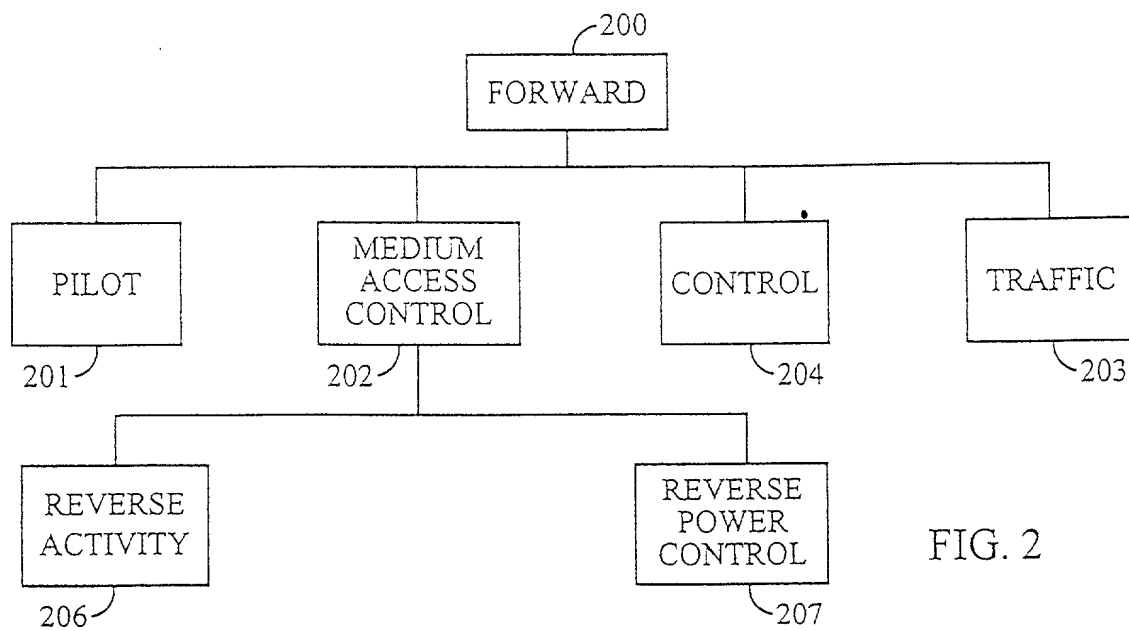 200
FORWARD
PILOT
MEDIUM
ACCESS
CONTROL
CONTROL
TRAFFIC
201
202
204
203
REVERSE
ACTIVITY
REVERSE
POWER
CONTROL
206
207
FIG. 2